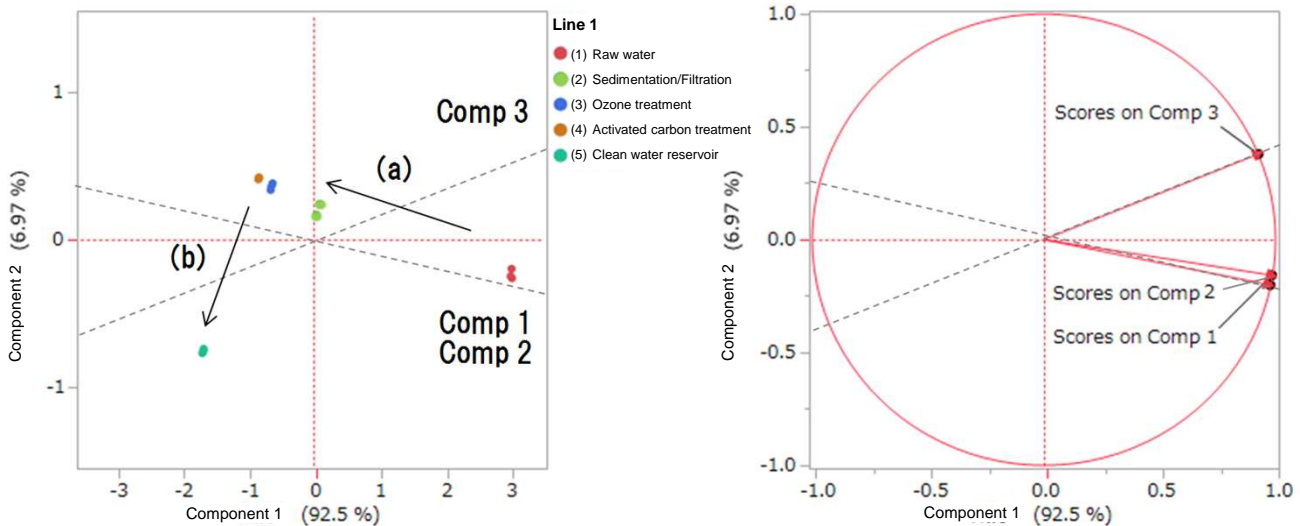 Line 1
(1) Raw water
(2) Sedimentation/Filtration
(3) Ozone treatment
(4) Activated carbon treatment
(5) Clean water reservoir
Comp 3
(a)
(b)
Comp 1
Comp 2
1
0
-1
Component 2 (6.97 %)
-3 -2 -1 0 1 2 3
Component 1 (92.5 %)
1.0
0.5
0.0
-0.5
-1.0
Component 2 (6.97 %)
Scores on Comp 3
Scores on Comp 2
Scores on Comp 1
-1.0 -0.5 0.0 0.5 1.0
Component 1 (92.5 %)